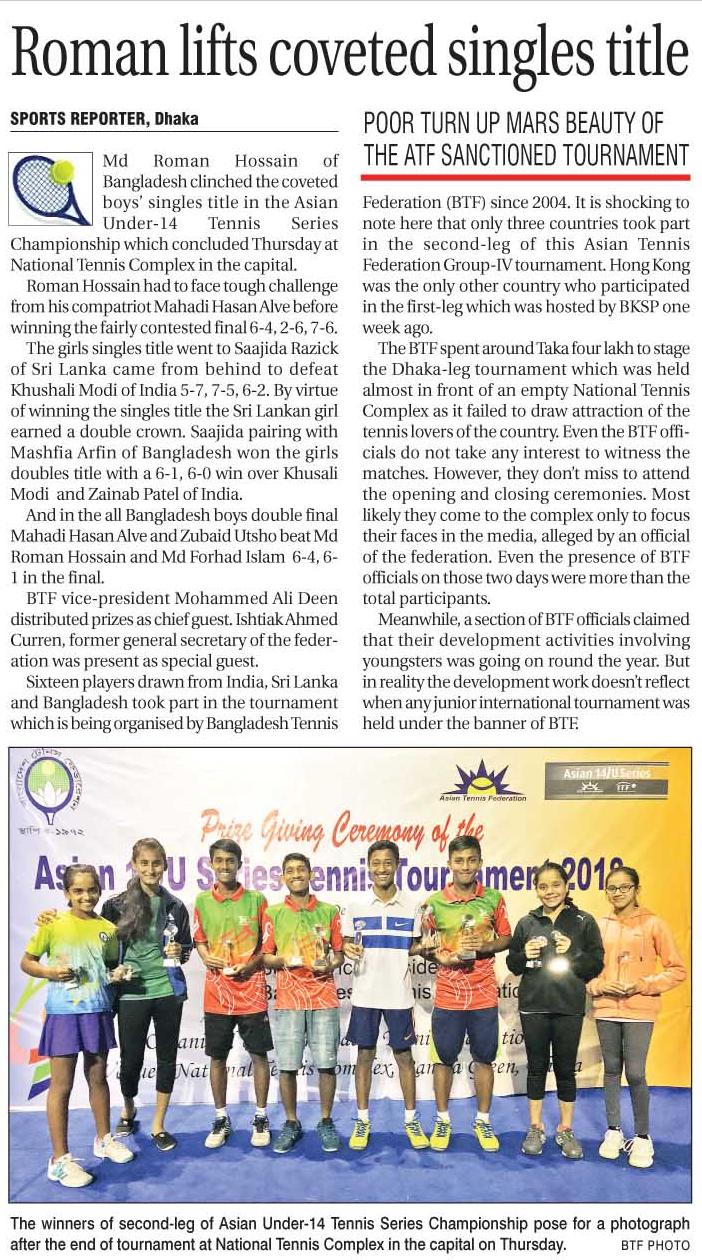 Roman lifts coveted singles title
SPORTS REPORTER, Dhaka
Md Roman Hossain of
Bangladesh clinched the coveted
boys' singles title in the Asian
Under-14 Tennis Series
Championship which concluded Thursday at
National Tennis Complex in the capital.
Roman Hossain had to face tough challenge
from his compatriot Mahadi Hasan Alve before
winning the fairly contested final 6-4, 2-6, 7-6.
The girls singles title went to Saajida Razick
of Sri Lanka came from behind to defeat
Khushali Modi of India 5-7, 7-5, 6-2. By virtue
of winning the singles title the Sri Lankan girl
earned a double crown. Saajida pairing with
Mashfia Arfin of Bangladesh won the girls
doubles title with a 6-1, 6-0 win over Khusali
Modi and Zainab Patel of India.
And in the all Bangladesh boys double final
Mahadi Hasan Alve and Zubaid Utsho beat Md
Roman Hossain and Md Forhad Islam 6-4, 6-
1 in the final.
BTF vice-president Mohammed Ali Deen
distributed prizes as chief guest. Ishtiak Ahmed
Curren, former general secretary of the feder-
ation was present as special guest.
Sixteen players drawn from India, Sri Lanka
and Bangladesh took part in the tournament
which is being organised by Bangladesh Tennis
POOR TURN UP MARS BEAUTY OF
THE ATF SANCTIONED TOURNAMENT
Federation (BTF) since 2004. It is shocking to
note here that only three countries took part
in the second-leg of this Asian Tennis
Federation Group-IV tournament. Hong Kong
was the only other country who participated
in the first-leg which was hosted by BKSP one
week ago.
The BTF spent around Taka four lakh to stage
the Dhaka-leg tournament which was held
almost in front of an empty National Tennis
Complex as it failed to draw attraction of the
tennis lovers of the country. Even the BTF offi-
cials do not take any interest to witness the
matches. However, they don't miss to attend
the opening and closing ceremonies. Most
likely they come to the complex only to focus
their faces in the media, alleged by an official
of the federation. Even the presence of BTF
officials on those two days were more than the
total participants.
Meanwhile, a section of BTF officials claimed
that their development activities involving
youngsters was going on round the year. But
in reality the development work doesn't reflect
when any junior international tournament was
held under the banner of BTF.
বাংলাদেশ টেনিস ফেডারেশন
স্থাপিত-১৯৭২
Asian Tennis Federation
Asian 14/U Series
ITF
Prize Giving Ceremony of the
Asian 1 /U Series Tennis Tournament 2018
The winners of second-leg of Asian Under-14 Tennis Series Championship pose for a photograph
after the end of tournament at National Tennis Complex in the capital on Thursday. BTF PHOTO